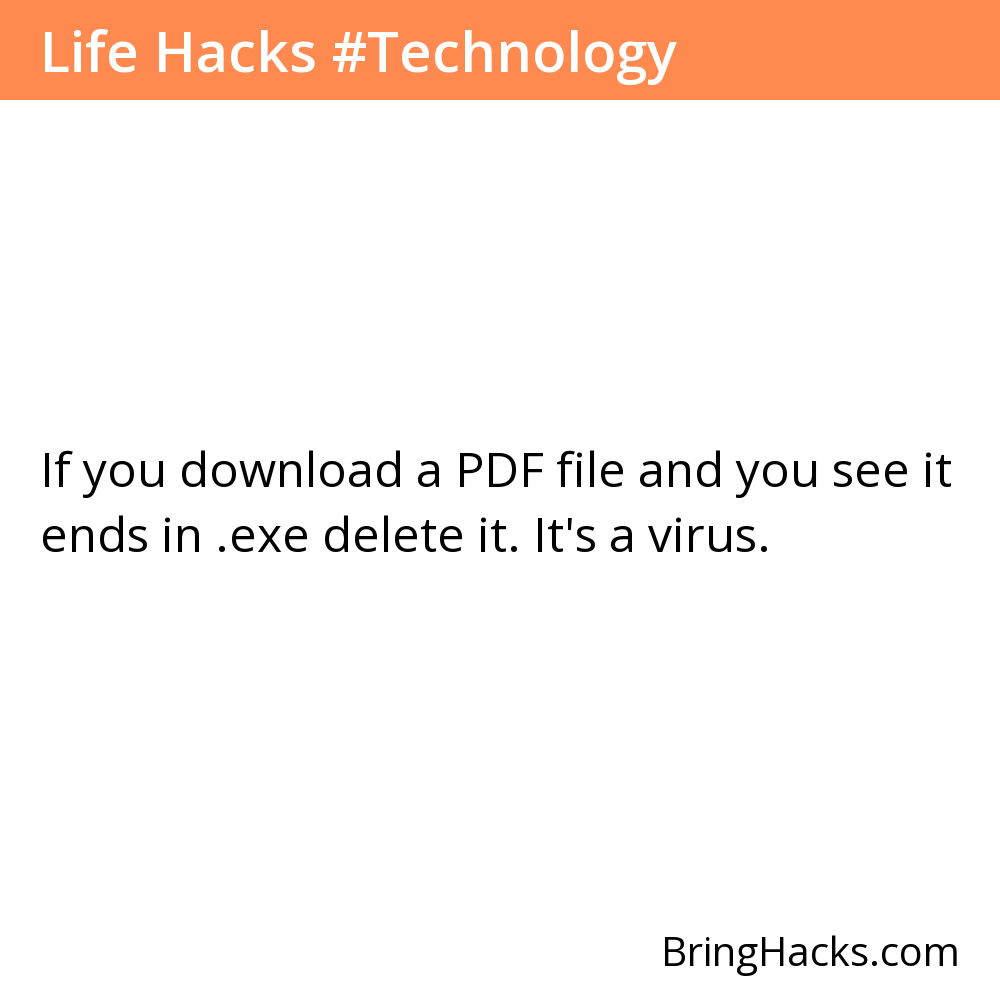 Life Hacks #Technology
If you download a PDF file and you see it
ends in .exe delete it. It's a virus.
BringHacks.com